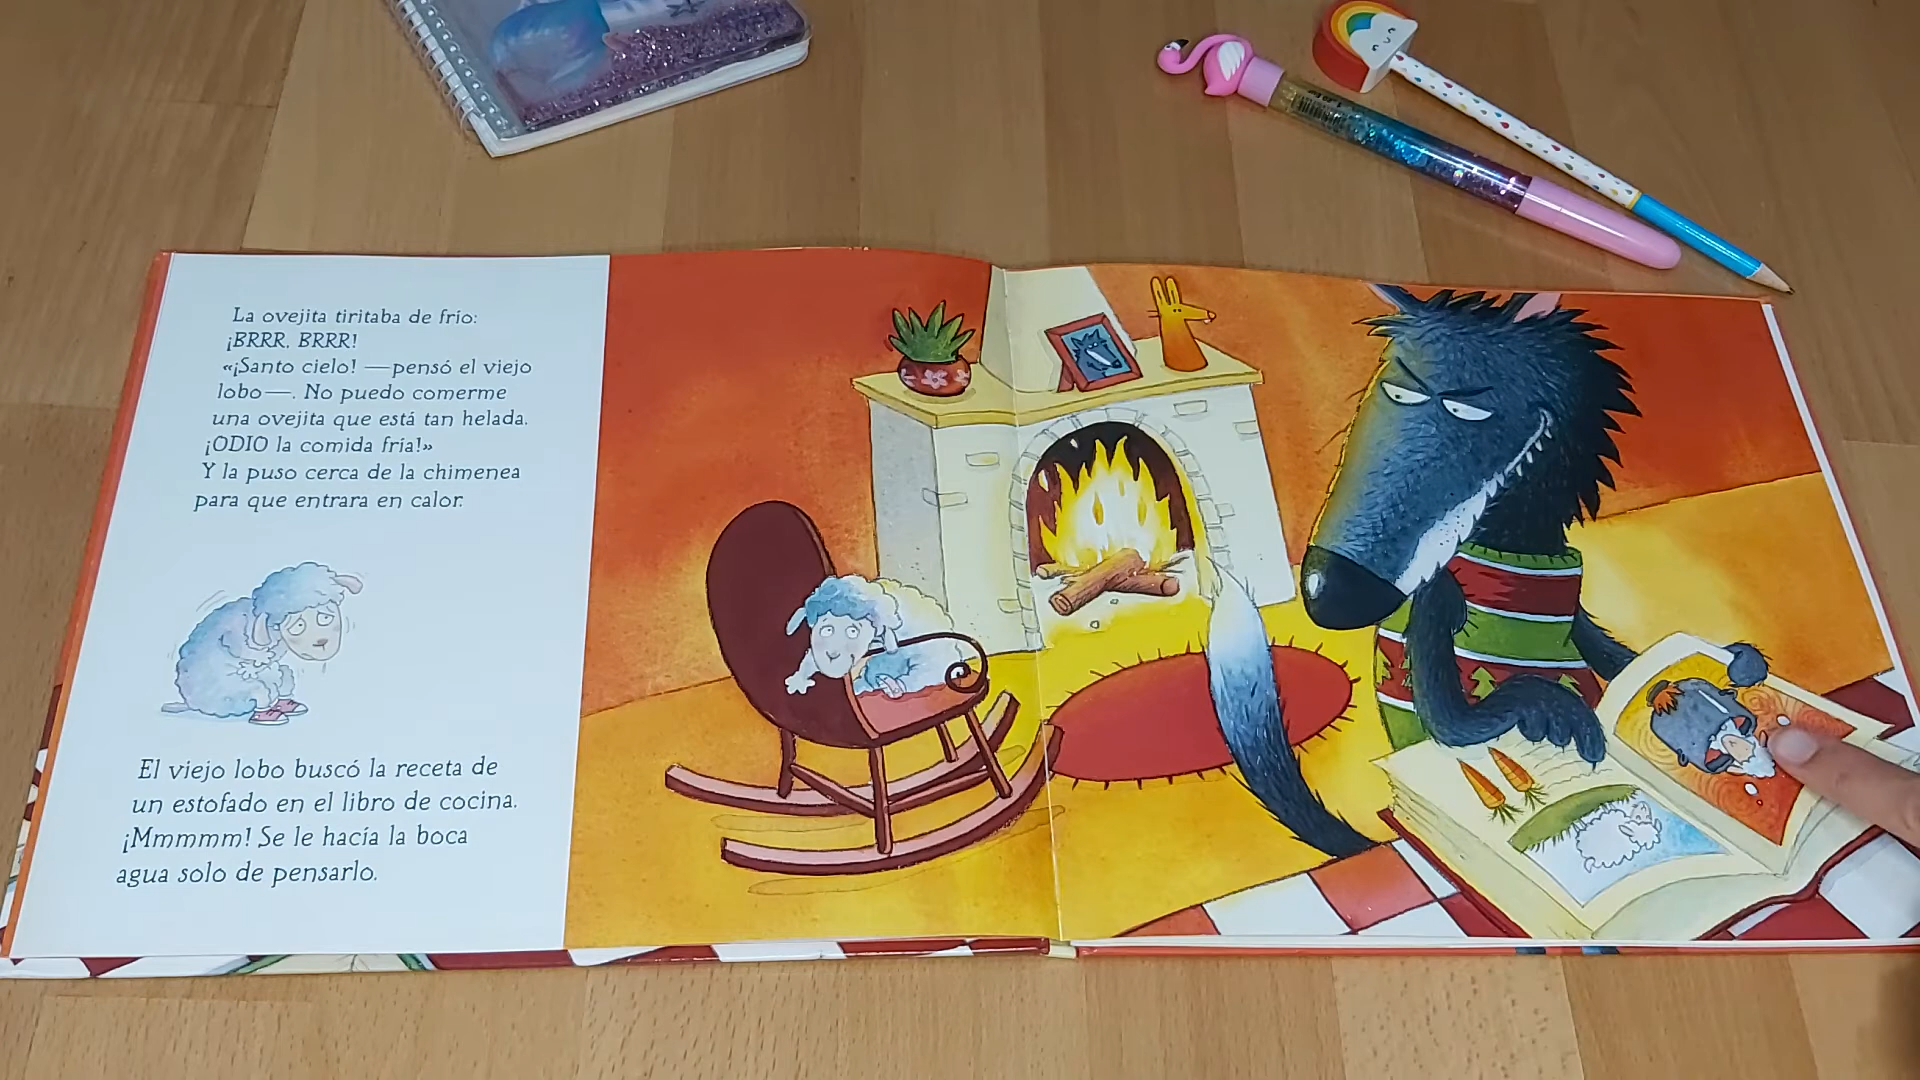 La ovejita tiritaba de frío:
¡BRRR, BRRR!
«¡Santo cielo! —pensó el viejo
lobo—. No puedo comerme
una ovejita que está tan helada.
¡ODIO la comida fría!»
Y la puso cerca de la chimenea
para que entrara en calor.
El viejo lobo buscó la receta de
un estofado en el libro de cocina.
¡Mmmmm! Se le hacía la boca
agua solo de pensarlo.